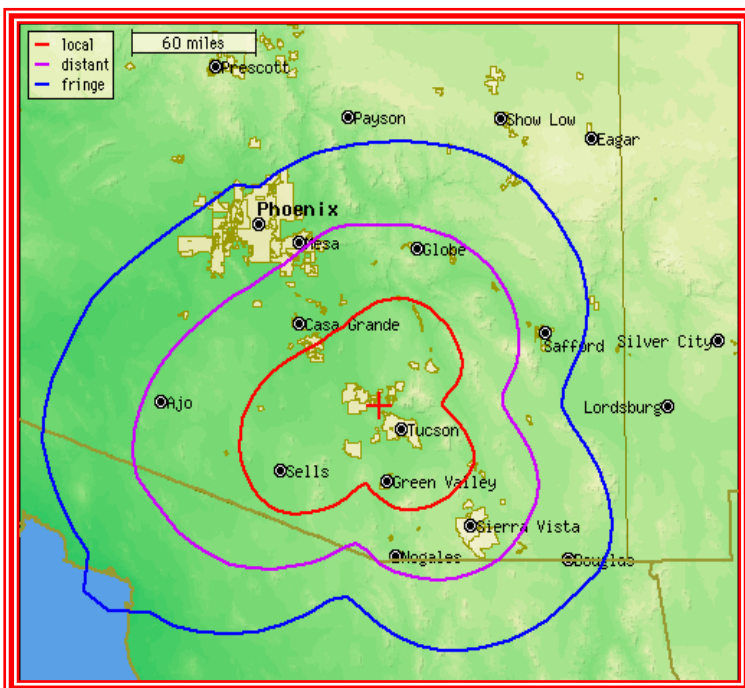 local
distant
fringe
60 miles
Prescott
Payson
Show Low
Eagar
Phoenix
Mesa
Globe
Casa Grande
Safford
Silver City
Ajo
Lordsburg
Tucson
Sells
Green Valley
Sierra Vista
Nogales
Douglas